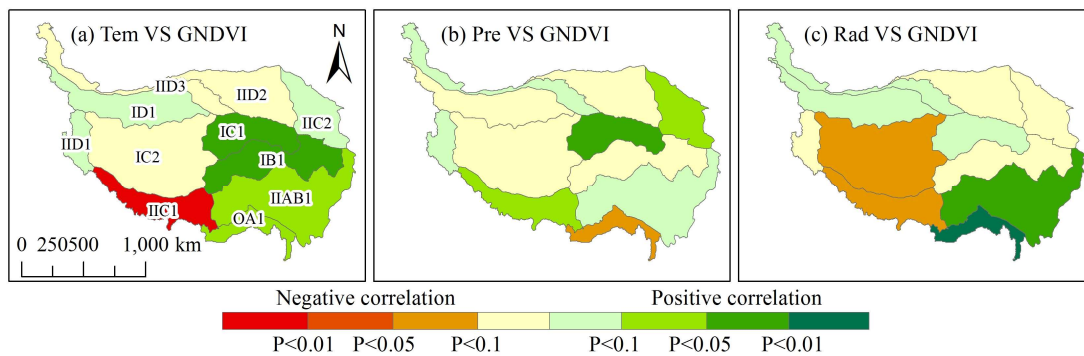 (a) Tem VS GNDVI
N
(b) Pre VS GNDVI
(c) Rad VS GNDVI
IID3
IID2
ID1
IC1
IIC2
IID1
IC2
IB1
IIC1
IIAB1
OA1
0 250500 1,000 km
Negative correlation Positive correlation
P<0.01 P<0.05 P<0.1 P<0.1 P<0.05 P<0.01